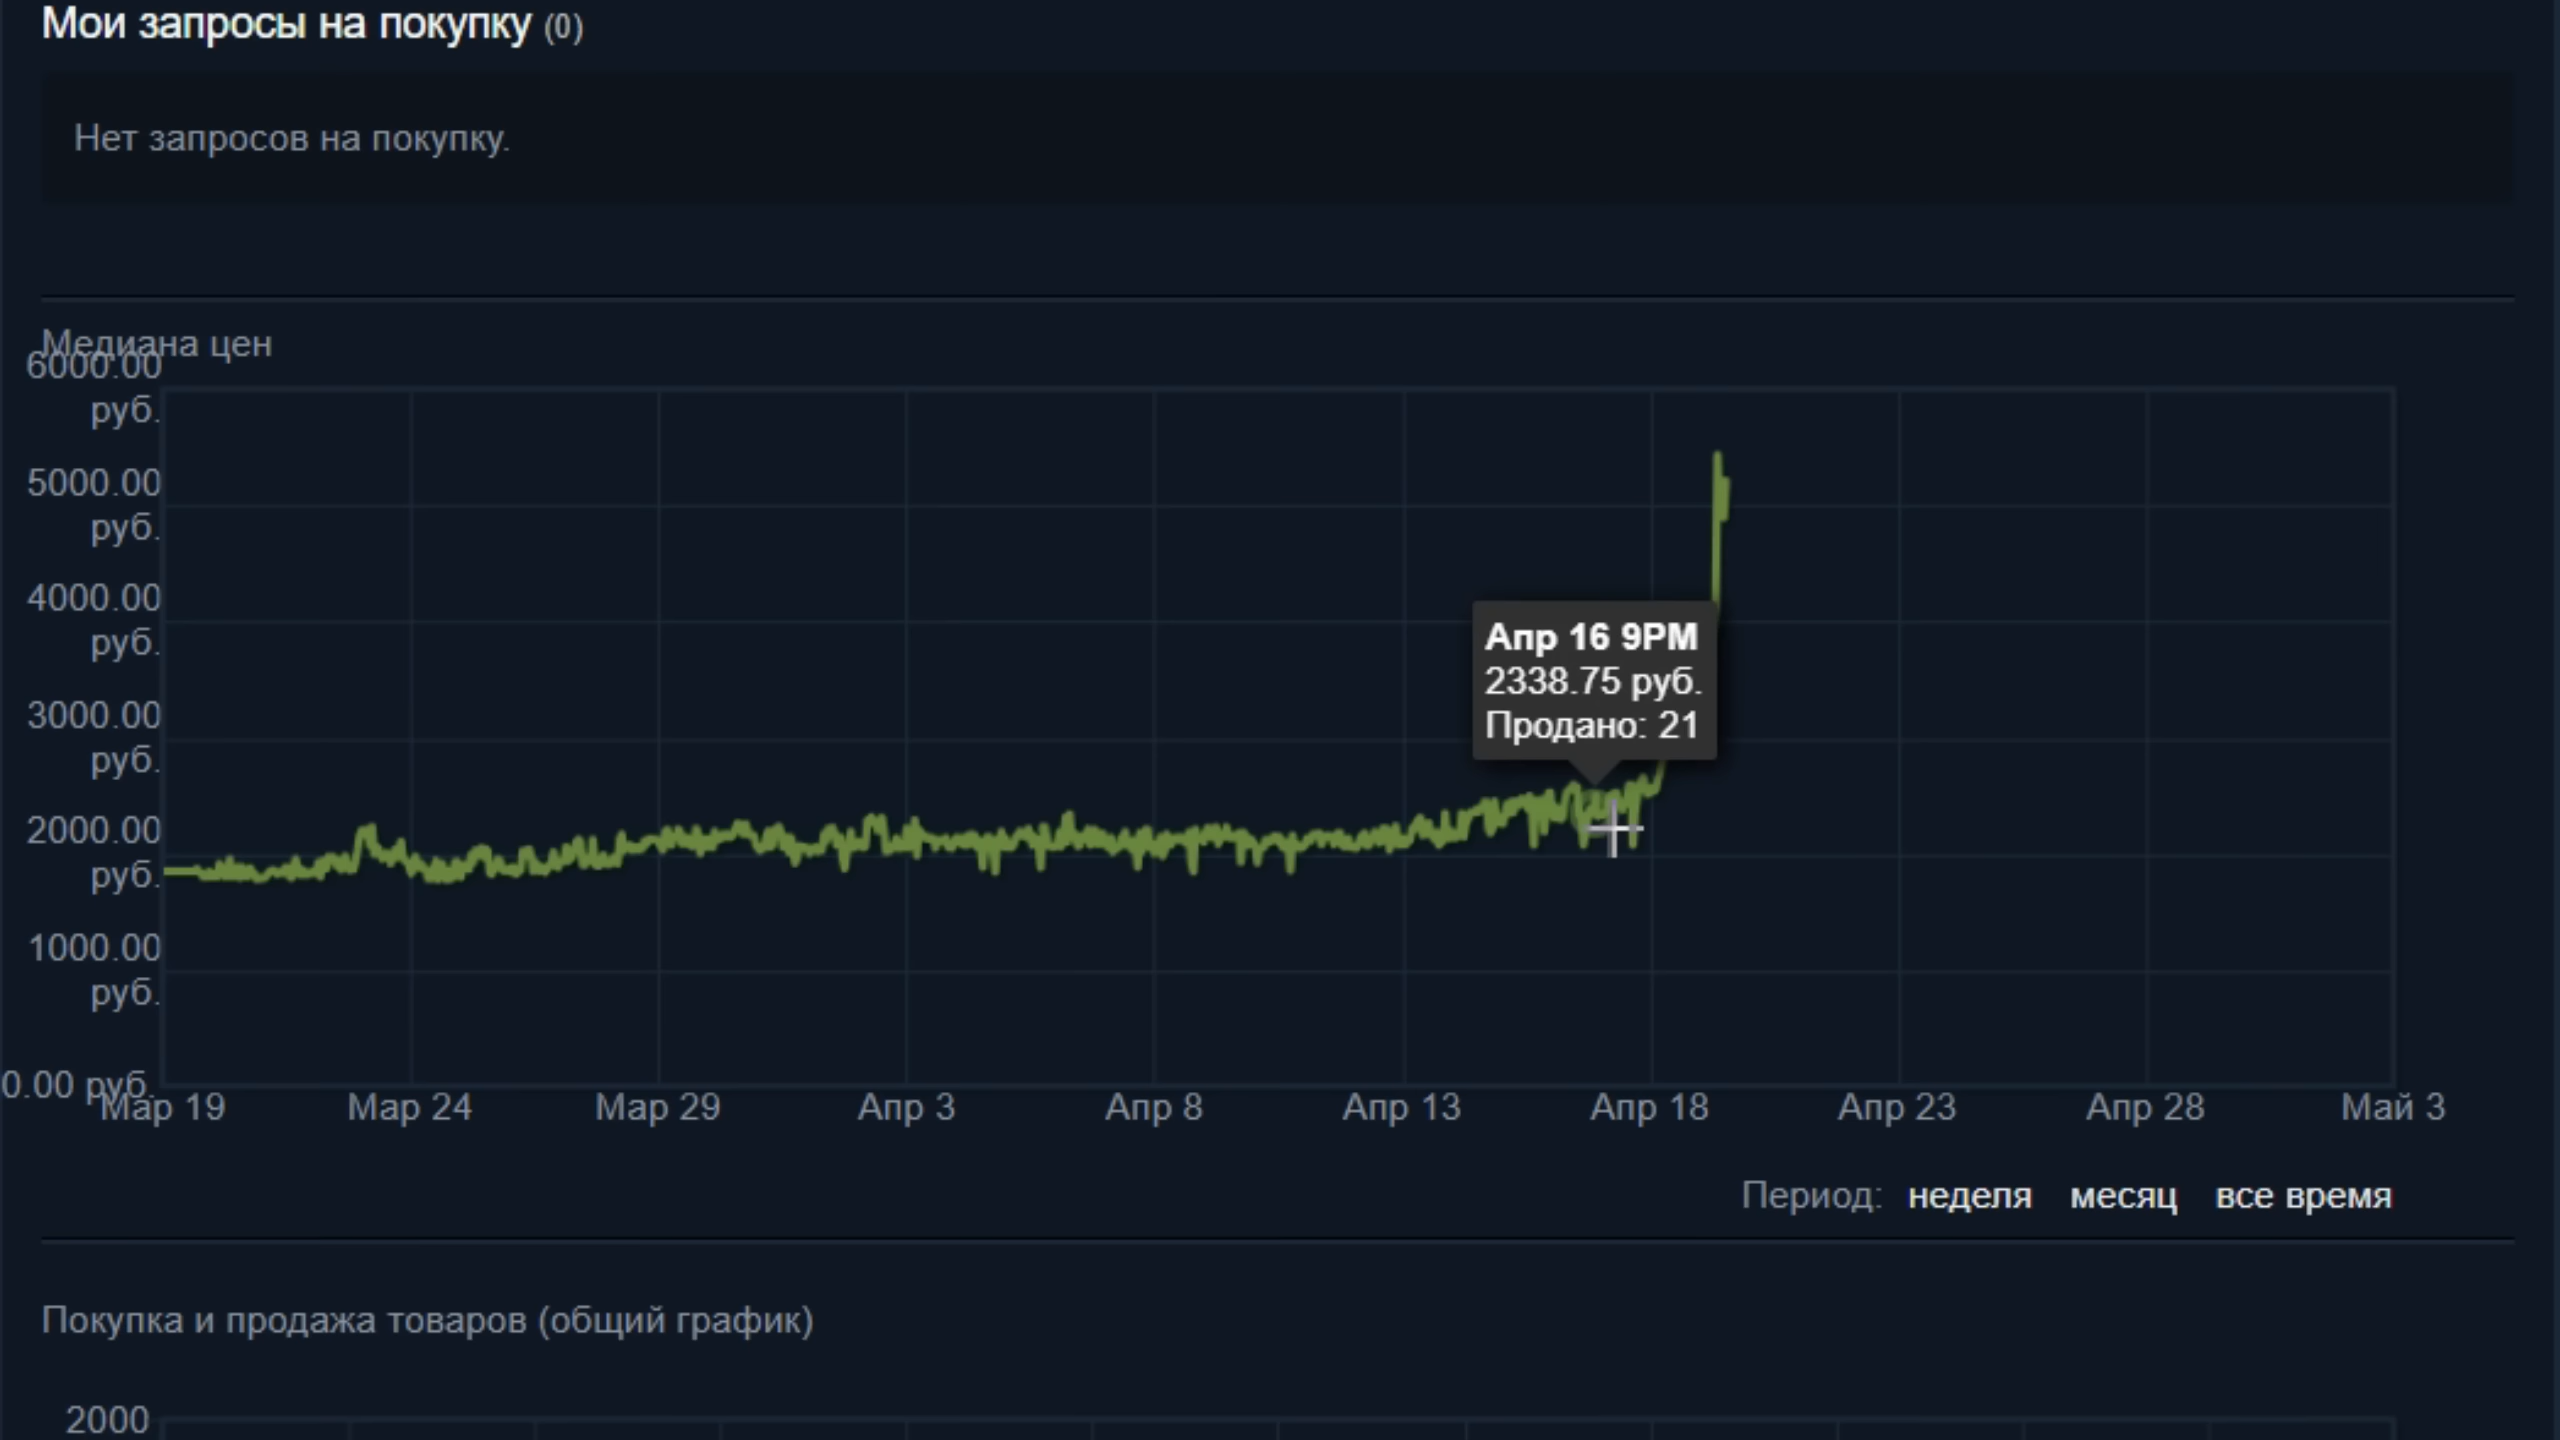 Мои запросы на покупку (0)
Нет запросов на покупку.
Медиана цен
6000.00
руб.
5000.00
руб.
4000.00
руб.
3000.00
руб.
2000.00
руб.
1000.00
руб.
0.00 руб.
Апр 16 9PM
2338.75 руб.
Продано: 21
Мар 19 Мар 24 Мар 29 Апр 3 Апр 8 Апр 13 Апр 18 Апр 23 Апр 28 Май 3
Период: неделя месяц все время
Покупка и продажа товаров (общий график)
2000